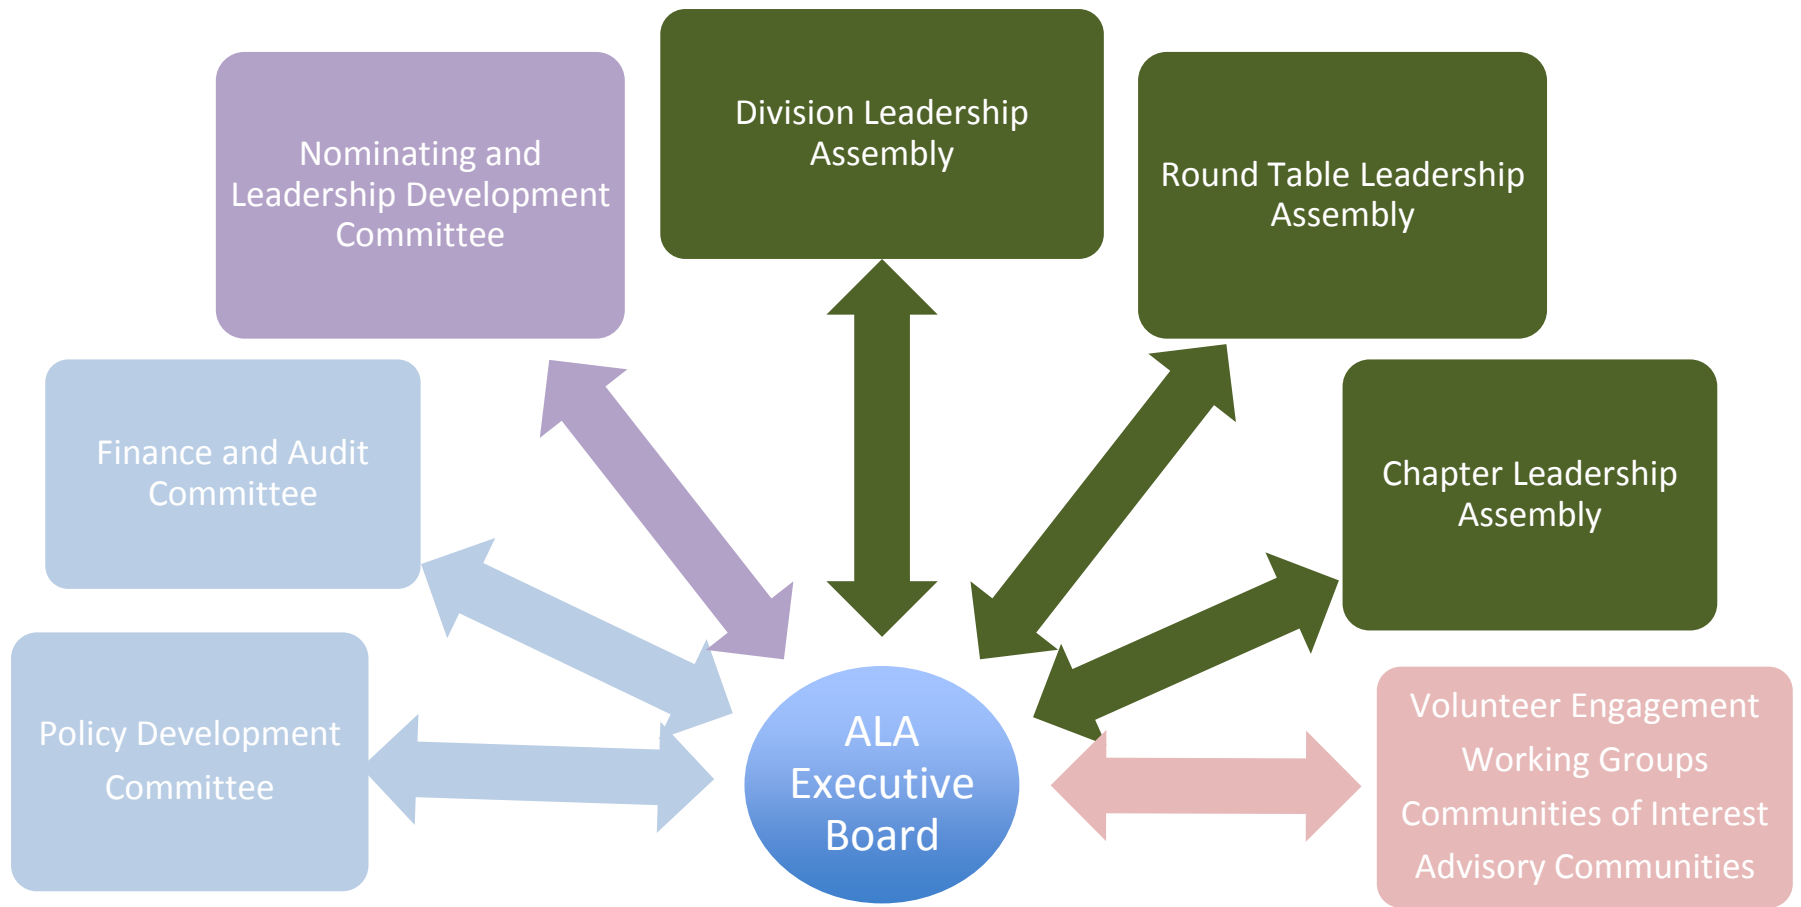 Division Leadership
Assembly
Nominating and
Leadership Development
Committee
Round Table Leadership
Assembly
Finance and Audit
Committee
Chapter Leadership
Assembly
Policy Development
Committee
ALA
Executive
Board
Volunteer Engagement
Working Groups
Communities of Interest
Advisory Communities